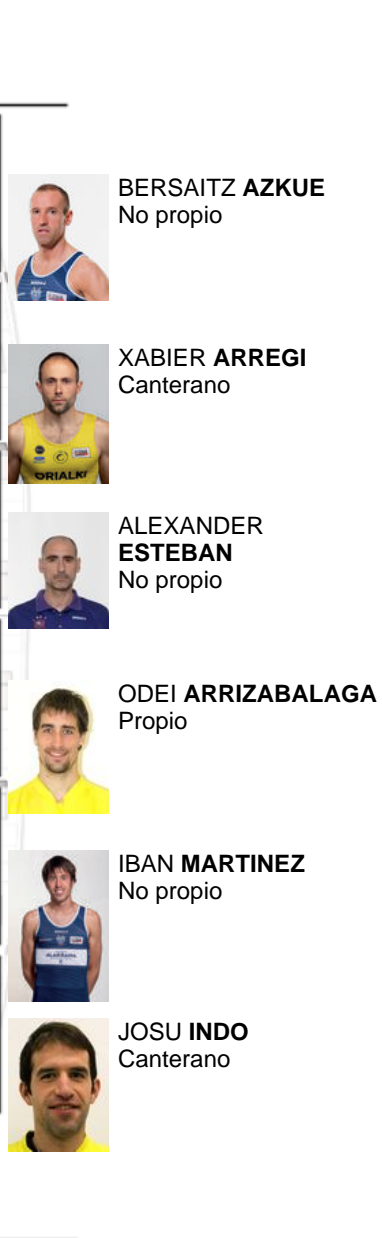 BERSAITZ AZKUE
No propio
XABIER ARREGI
Canterano
ORIALKI
ALEXANDER
ESTEBAN
No propio
ODEI ARRIZABALAGA
Propio
IBAN MARTINEZ
No propio
JOSU INDO
Canterano